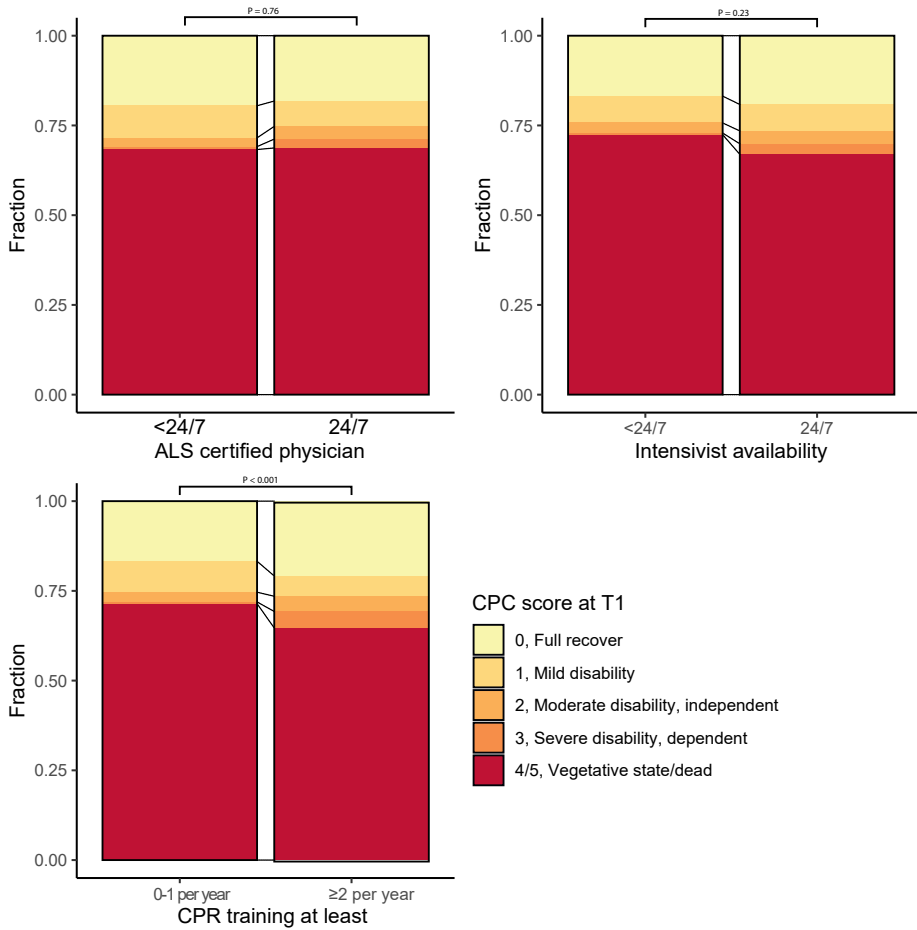 P = 0.76
1.00
0.75
0.50
0.25
0.00
Fraction
<24/7
24/7
ALS certified physician
P = 0.23
1.00
0.75
0.50
0.25
0.00
Fraction
<24/7
24/7
Intensivist availability
P < 0.001
1.00
0.75
0.50
0.25
0.00
Fraction
0-1 per year
≥2 per year
CPR training at least
CPC score at T1
0, Full recover
1, Mild disability
2, Moderate disability, independent
3, Severe disability, dependent
4/5, Vegetative state/dead